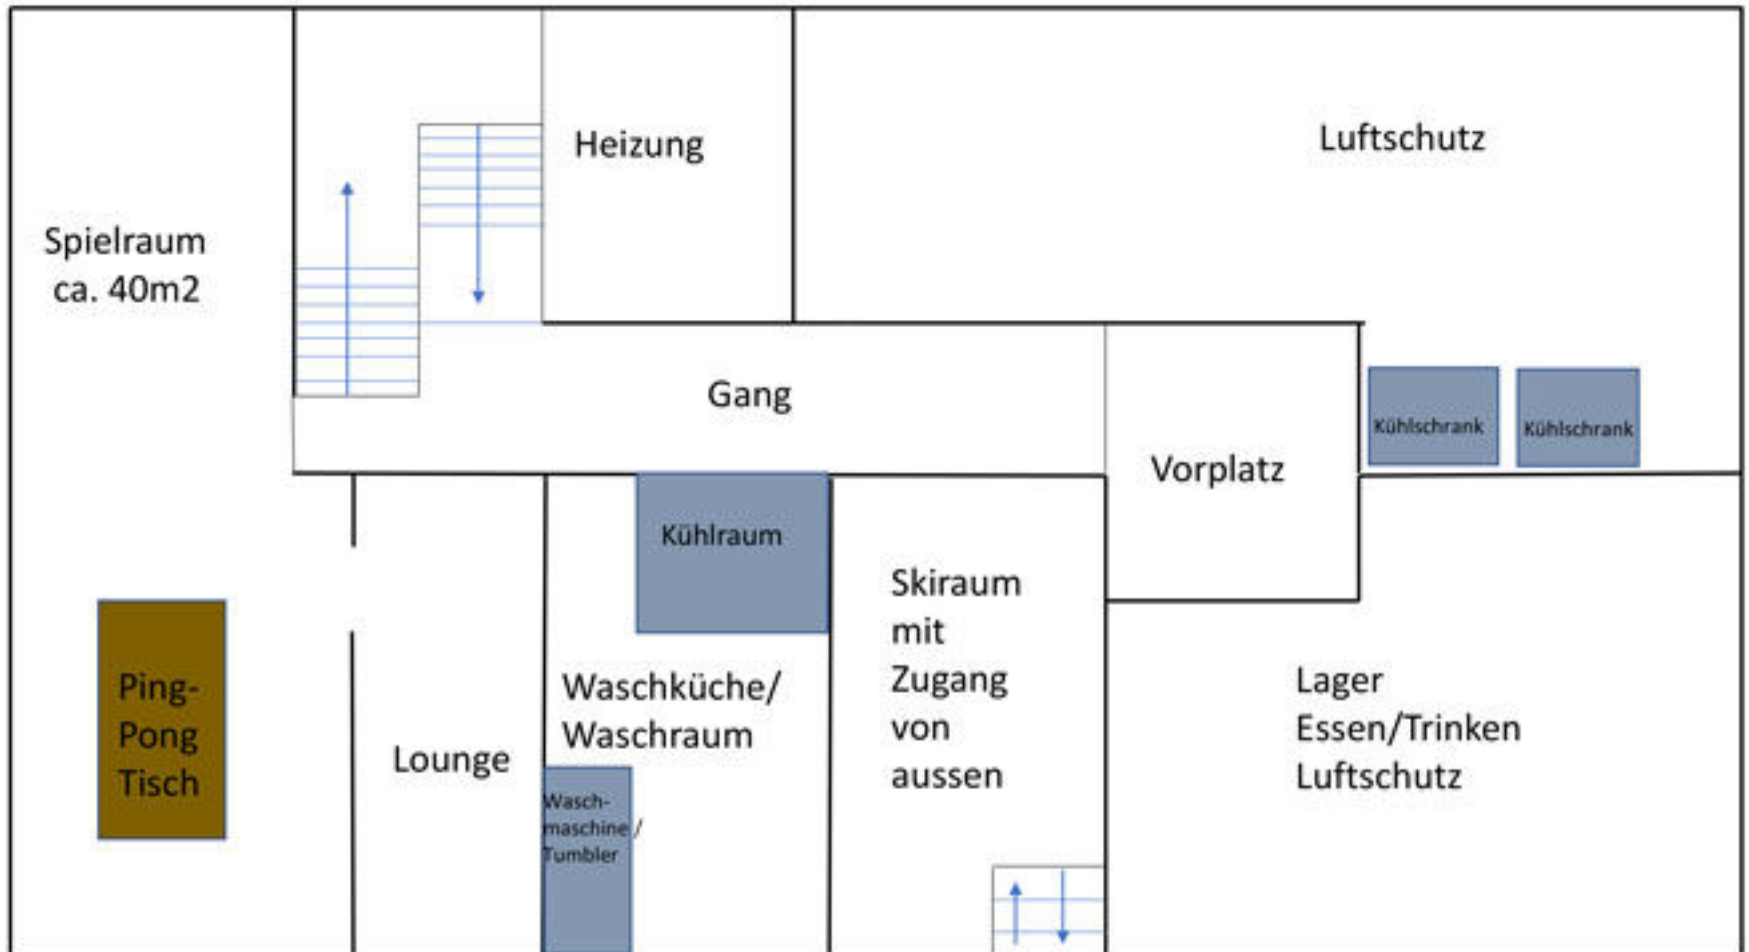 Heizung
Luftschutz
Spielraum
ca. 40m2
Gang
Kühlschrank
Kühlschrank
Vorplatz
Kühlraum
Skiraum
mit
Zugang
von
aussen
Ping-
Pong
Tisch
Lounge
Waschküche/
Waschraum
Wasch-
maschine /
Tumbler
Lager
Essen/Trinken
Luftschutz